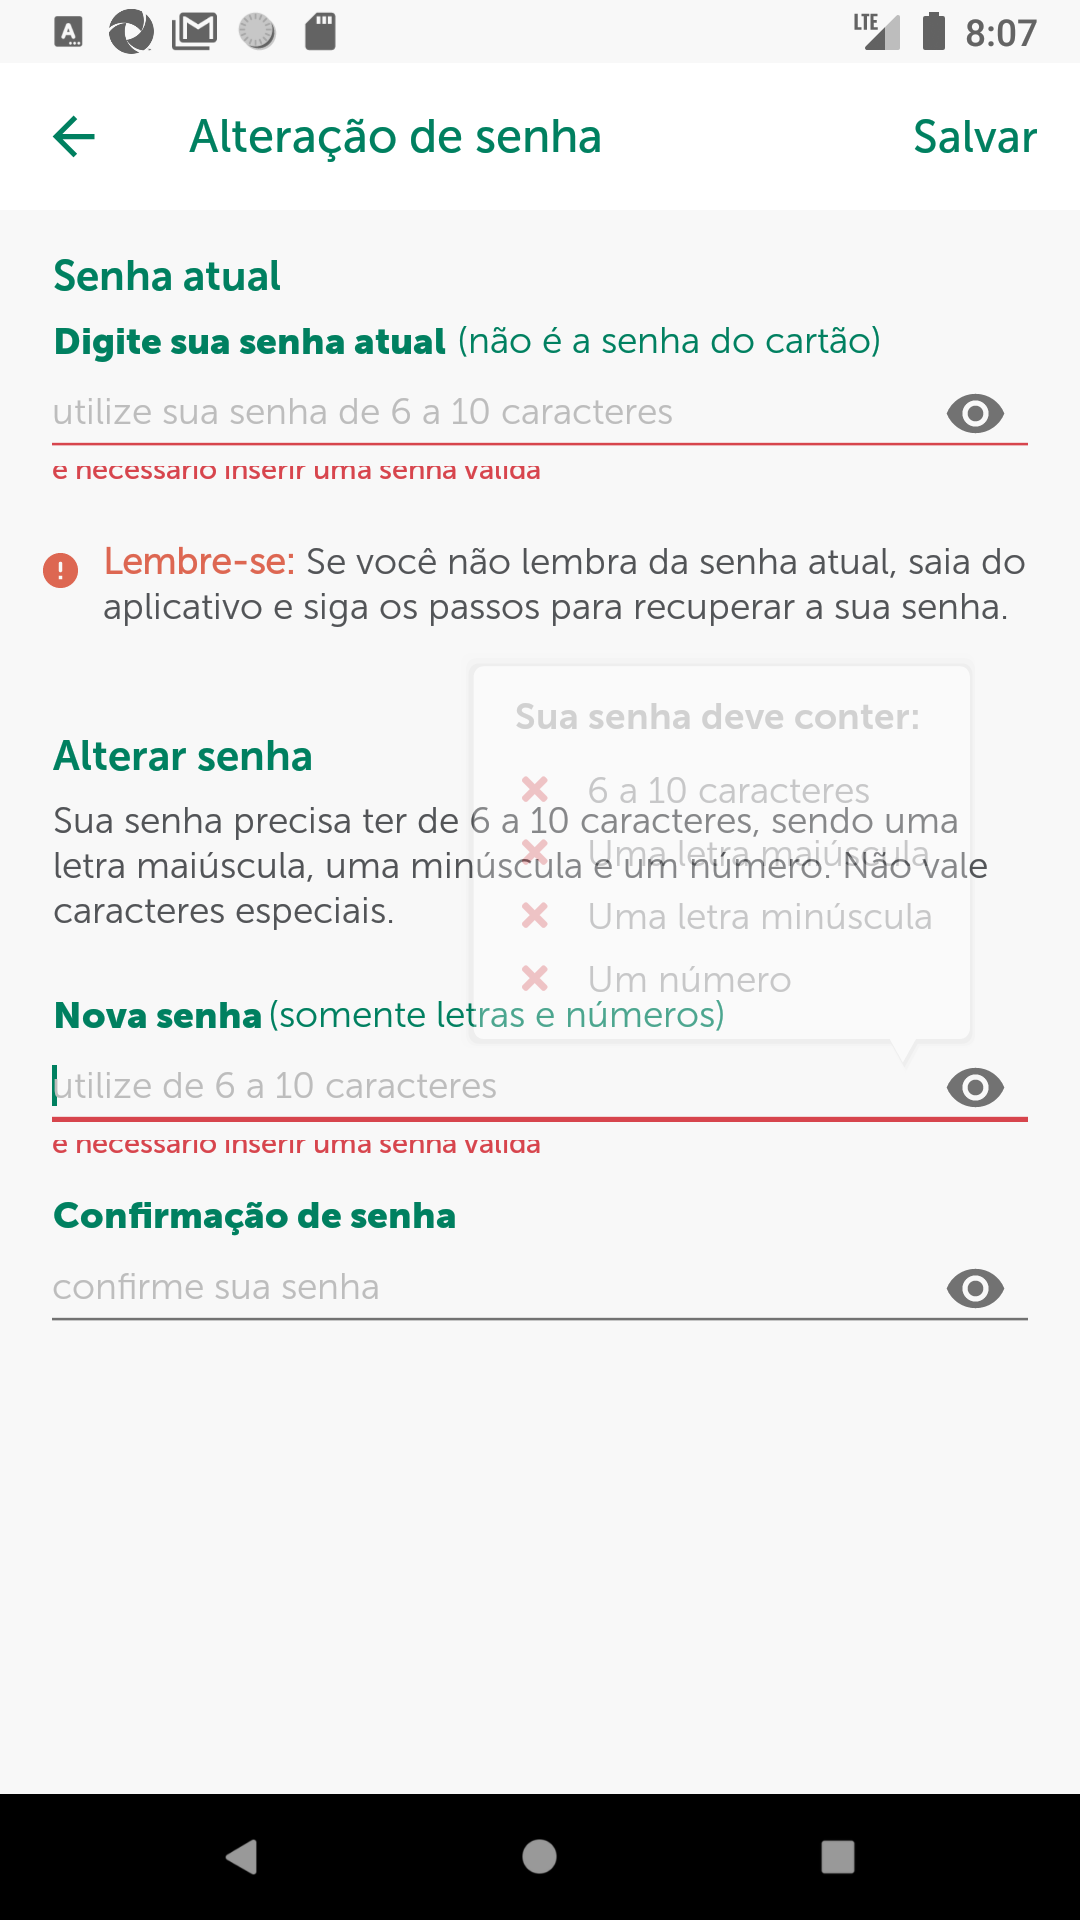 LTE 8:07
Alteração de senha
Salvar
Senha atual
Digite sua senha atual (não é a senha do cartão)
utilize sua senha de 6 a 10 caracteres
é necessário inserir uma senha válida
Lembre-se: Se você não lembra da senha atual, saia do
aplicativo e siga os passos para recuperar a sua senha.
Sua senha deve conter:
6 a 10 caracteres
Uma letra maiúscula
Uma letra minúscula
Um número
Alterar senha
Sua senha precisa ter de 6 a 10 caracteres, sendo uma
letra maiúscula, uma minúscula e um número. Não vale
caracteres especiais.
Nova senha (somente letras e números)
utilize de 6 a 10 caracteres
é necessário inserir uma senha válida
Confirmação de senha
confirme sua senha